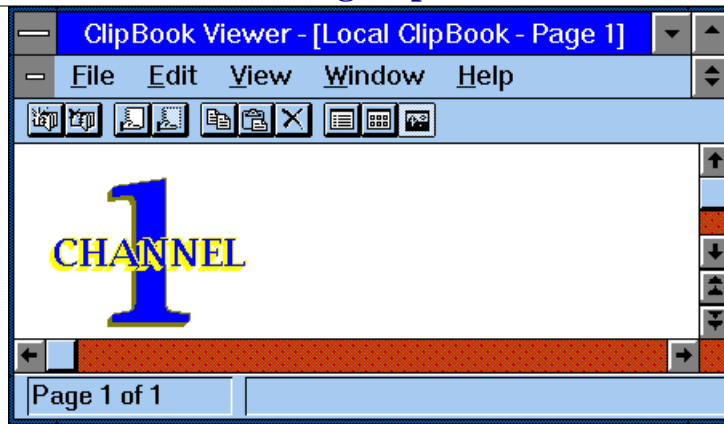 ClipBook Viewer - [Local ClipBook - Page 1]
File Edit View Window Help
1
CHANNEL
Page 1 of 1